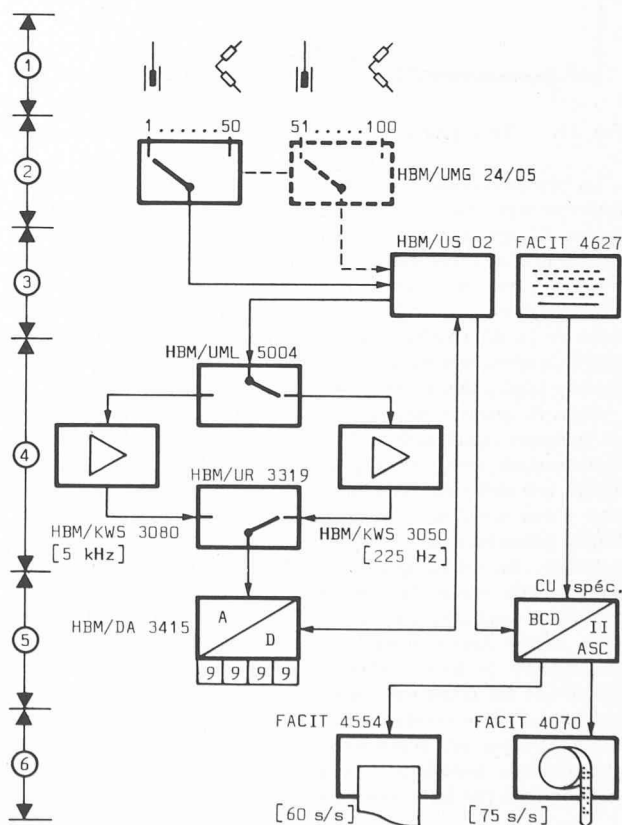 1
1 . . . . . . 50
51 . . . . . . 100
2
HBM/UMG 24/05
HBM/US 02
FACIT 4627
3
HBM/UML 5004
4
HBM/UR 3319
HBM/KWS 3080
[5 kHz]
HBM/KWS 3050
[225 Hz]
CU spéc.
5
HBM/DA 3415
A
D
BCD
II
ASC
9 9 9 9
FACIT 4554
FACIT 4070
6
[60 s/s]
[75 s/s]